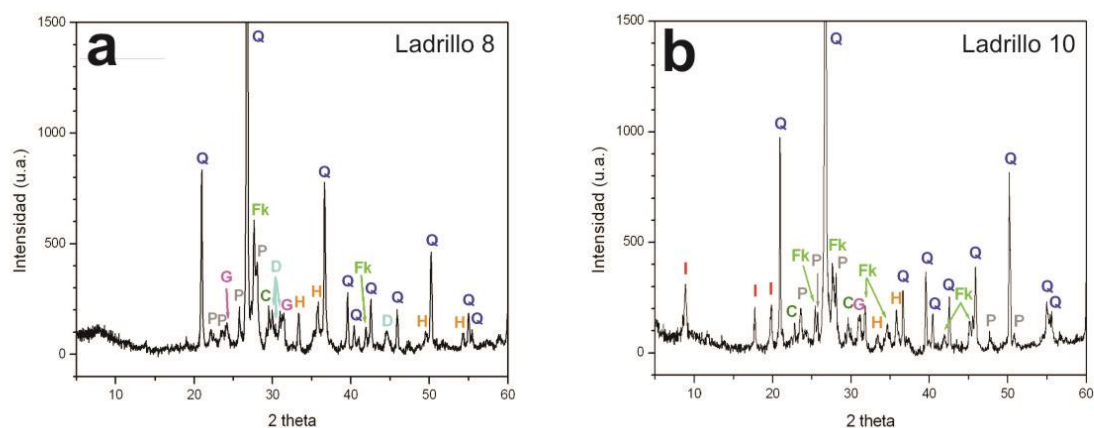 a
Ladrillo 8
Intensidad (u.a.)
1500
1000
500
0
Q
Q
Q
Fk
P
G
D
P P P
C
G
H
H
Q
Q
Fk
Q
Q
D
H
Q
H
Q
Q
10 20 30 40 50 60
2 theta
b
Ladrillo 10
Intensidad (u.a.)
1500
1000
500
0
Q
Q
Q
I
I
I
Fk
P
C
P
Fk
P
Fk
C
G
H
H
Q
Q
Q
Q
Q
Fk
P
P
Q
Q
10 20 30 40 50 60
2 theta